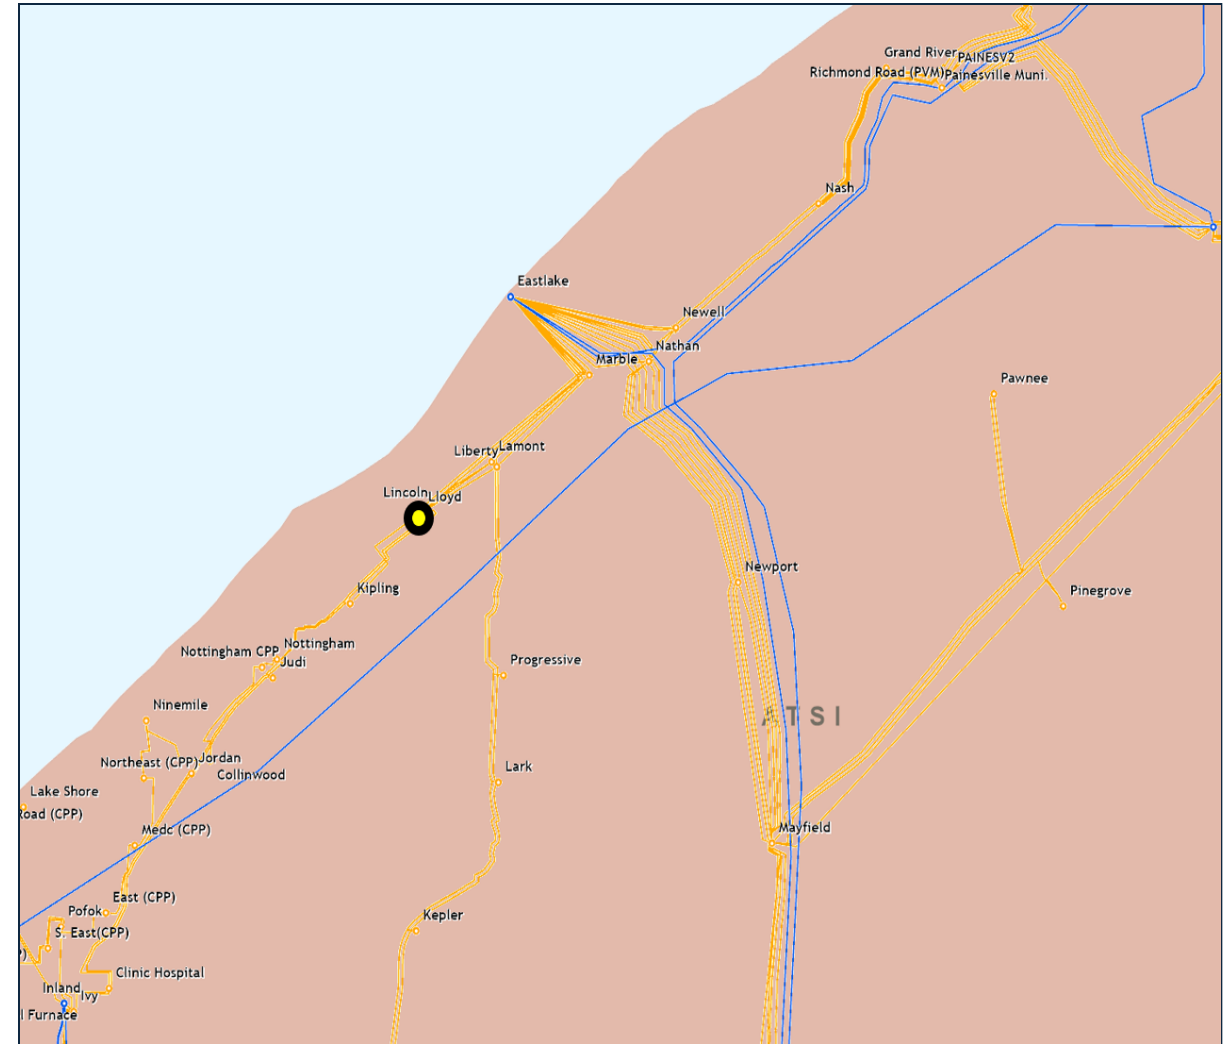 Grand River
PAINESV2
Richmond Road (PVM)
Painesville Muni.
Nash
Eastlake
Newell
Nathan
Marble
Pawnee
Liberty
Lamont
Lincoln
Lloyd
Newport
Kipling
Pinegrove
Nottingham
Nottingham CPP
Judi
Progressive
Ninemile
ATSI
Jordan
Northeast (CPP)
Collinwood
Lark
Lake Shore
Road (CPP)
Medc (CPP)
Mayfield
East (CPP)
Pofok
Kepler
S. East(CPP)
Clinic Hospital
Inland
Ivy
Furnace